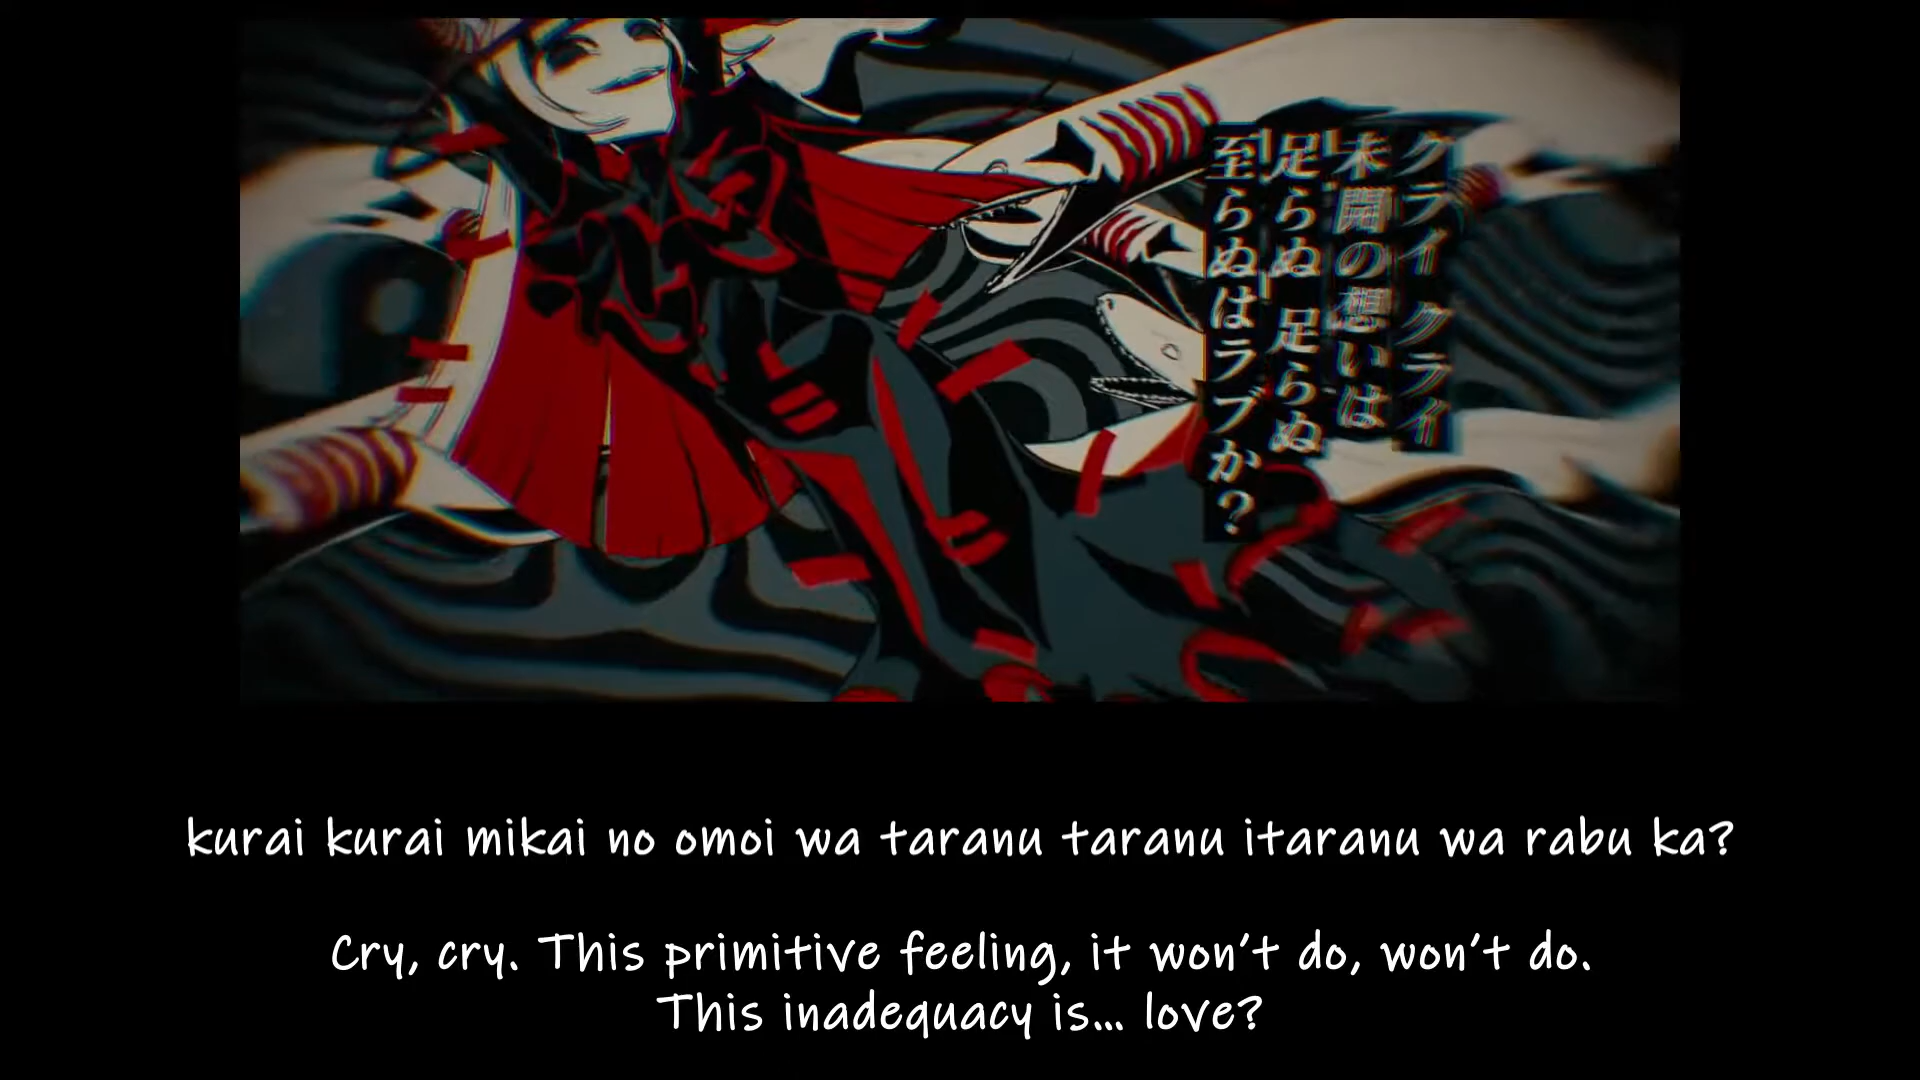 クライ クライ
未開の想いは
足らぬ 足らぬ
至らぬはラブか?
kurai kurai mikai no omoi wa taranu taranu itaranu wa rabu ka?
Cry, cry. This primitive feeling, it won't do, won't do.
This inadequacy is... love?